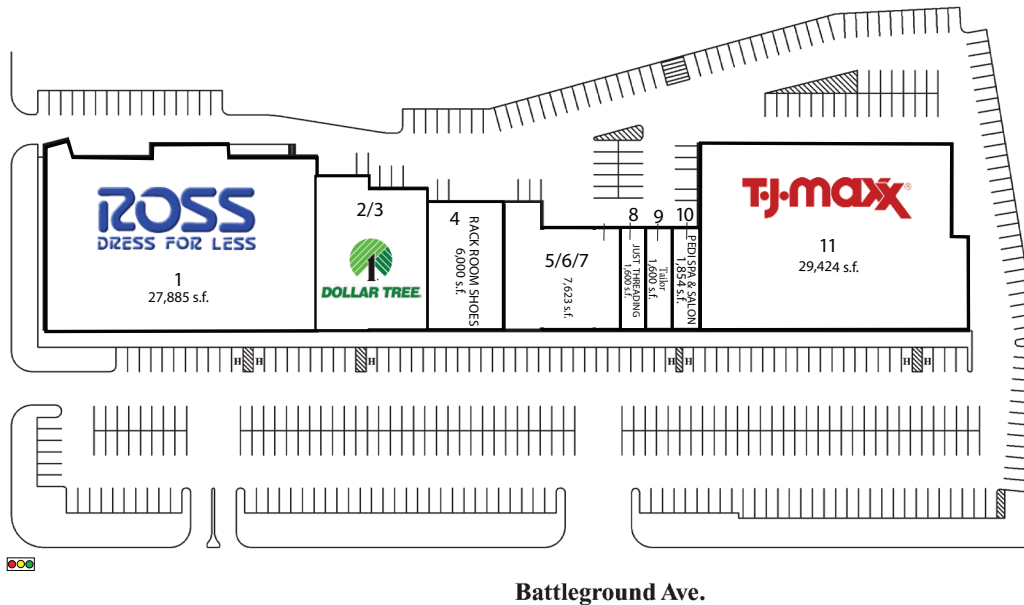 ROSS
DRESS FOR LESS
1
27,885 s.f.
2/3
DOLLAR TREE
4
RACK ROOM SHOES
6,000 s.f.
5/6/7
7,623 s.f.
8
JUST THREADING
1,600 s.f.
9
Tailor
1,600 s.f.
10
PEDI SPA & SALON
1,854 s.f.
T·J·maxx®
11
29,424 s.f.
H H
H
H H
H H
Battleground Ave.